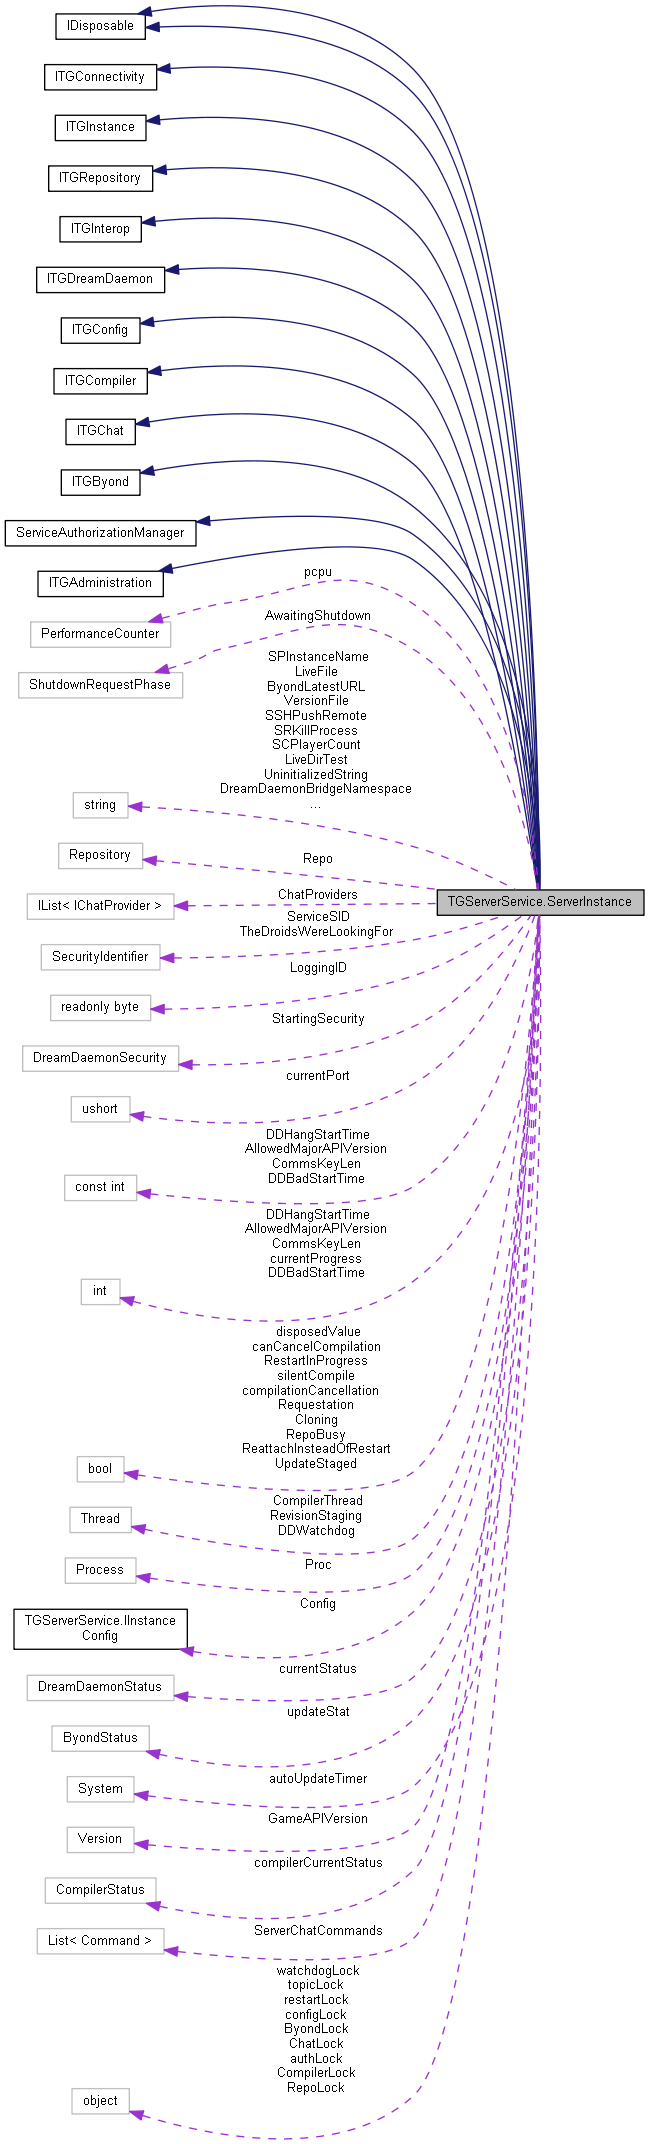 IDisposable
ITGConnectivity
ITGInstance
ITGRepository
ITGInterop
ITGDreamDaemon
ITGConfig
ITGCompiler
ITGChat
ITGByond
ServiceAuthorizationManager
ITGAdministration
pcpu
PerformanceCounter
AwaitingShutdown
ShutdownRequestPhase
SPInstanceName
LiveFile
ByondLatestURL
VersionFile
SSHPushRemote
SRKillProcess
SCPlayerCount
LiveDirTest
UninitializedString
DreamDaemonBridgeNamespace
...
string
Repository
Repo
TGServerService.ServerInstance
IList< IChatProvider >
ChatProviders
ServiceSID
TheDroidsWereLookingFor
SecurityIdentifier
LoggingID
readonly byte
StartingSecurity
DreamDaemonSecurity
currentPort
ushort
DDHangStartTime
AllowedMajorAPIVersion
CommsKeyLen
DDBadStartTime
const int
DDHangStartTime
AllowedMajorAPIVersion
CommsKeyLen
currentProgress
DDBadStartTime
int
disposedValue
canCancelCompilation
RestartInProgress
silentCompile
compilationCancellation
Requestation
Cloning
RepoBusy
ReattachInsteadOfRestart
UpdateStaged
bool
CompilerThread
RevisionStaging
DDWatchdog
Thread
Proc
Process
Config
TGServerService.IInstance
Config
currentStatus
DreamDaemonStatus
updateStat
ByondStatus
autoUpdateTimer
System
GameAPIVersion
Version
compilerCurrentStatus
CompilerStatus
ServerChatCommands
List< Command >
watchdogLock
topicLock
restartLock
configLock
ByondLock
ChatLock
authLock
CompilerLock
RepoLock
object